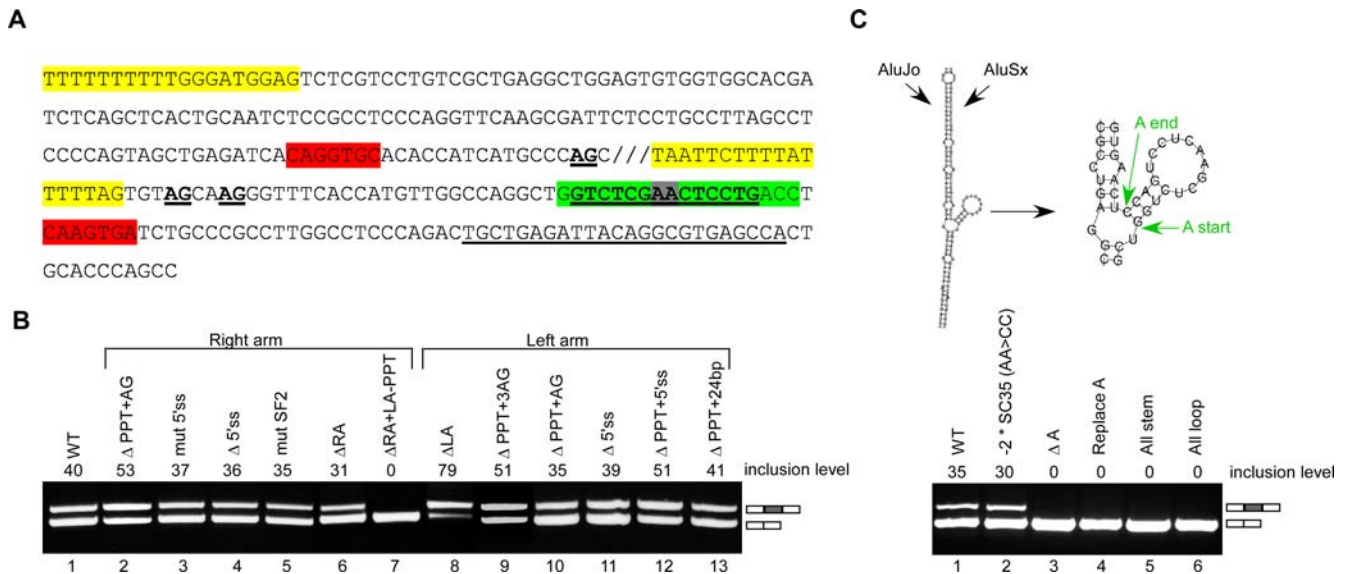 A
TTTTTTTTTTGGGATGGAGTCTCGTCCTGTCGCTGAGGCTGGAGTGTGGTGGCACGA
TCTCAGCTCACTGCAATCTCCGCCTCCCAGGTTCAAGCGATTCTCCTGCCTTAGCCT
CCCCAGTAGCTGAGATCACAGGTGCACACCATCATGCCCAGC///TAATTCTTTTAT
TTTTAGTGTAGCAAGGGTTTCACCATGTTGGCCAGGCTGGTCTCGAACTCCTGACCT
CAAGTGATCTGCCCGCCTTGGCCTCCCAGACTGCTGAGATTACAGGCGTGAGCCACT
GCACCCAGCC
B
Right arm
Left arm
WT
Δ PPT+AG
mut 5'ss
Δ 5'ss
mut SF2
ΔRA
ΔRA+LA-PPT
ΔLA
Δ PPT+3AG
Δ PPT+AG
Δ 5'ss
Δ PPT+5'ss
Δ PPT+24bp
40 53 37 36 35 31 0 79 51 35 39 51 41 inclusion level
1 2 3 4 5 6 7 8 9 10 11 12 13
C
AluJo
AluSx
A end
A start
WT
-2 * SC35 (AA>CC)
Δ A
Replace A
All stem
All loop
35 30 0 0 0 0 inclusion level
1 2 3 4 5 6